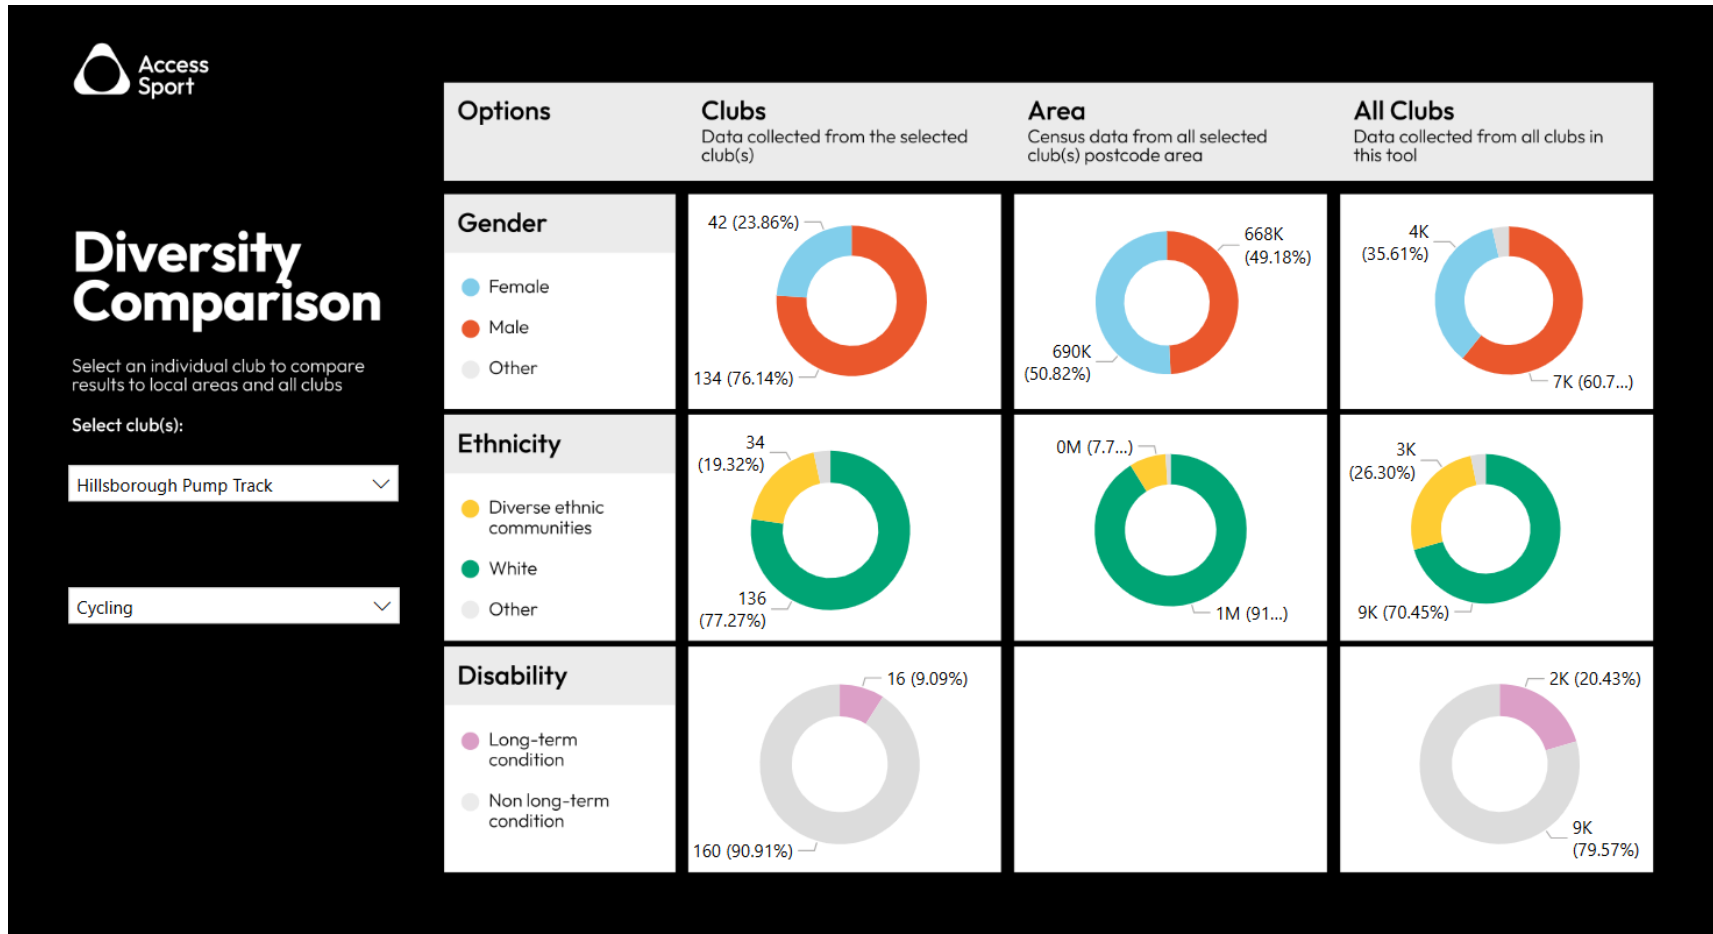 Access
Sport
Diversity
Comparison
Select an individual club to compare
results to local areas and all clubs
Select club(s):
Hillsborough Pump Track
Cycling
Options
Clubs
Data collected from the selected
club(s)
Area
Census data from all selected
club(s) postcode area
All Clubs
Data collected from all clubs in
this tool
Gender
Female
Male
Other
42 (23.86%)
134 (76.14%)
668K
(49.18%)
690K
(50.82%)
4K
(35.61%)
7K (60.7...)
Ethnicity
Diverse ethnic
communities
White
Other
34
(19.32%)
136
(77.27%)
0M (7.7...)
1M (91...)
3K
(26.30%)
9K (70.45%)
Disability
Long-term
condition
Non long-term
condition
16 (9.09%)
160 (90.91%)
2K (20.43%)
9K
(79.57%)